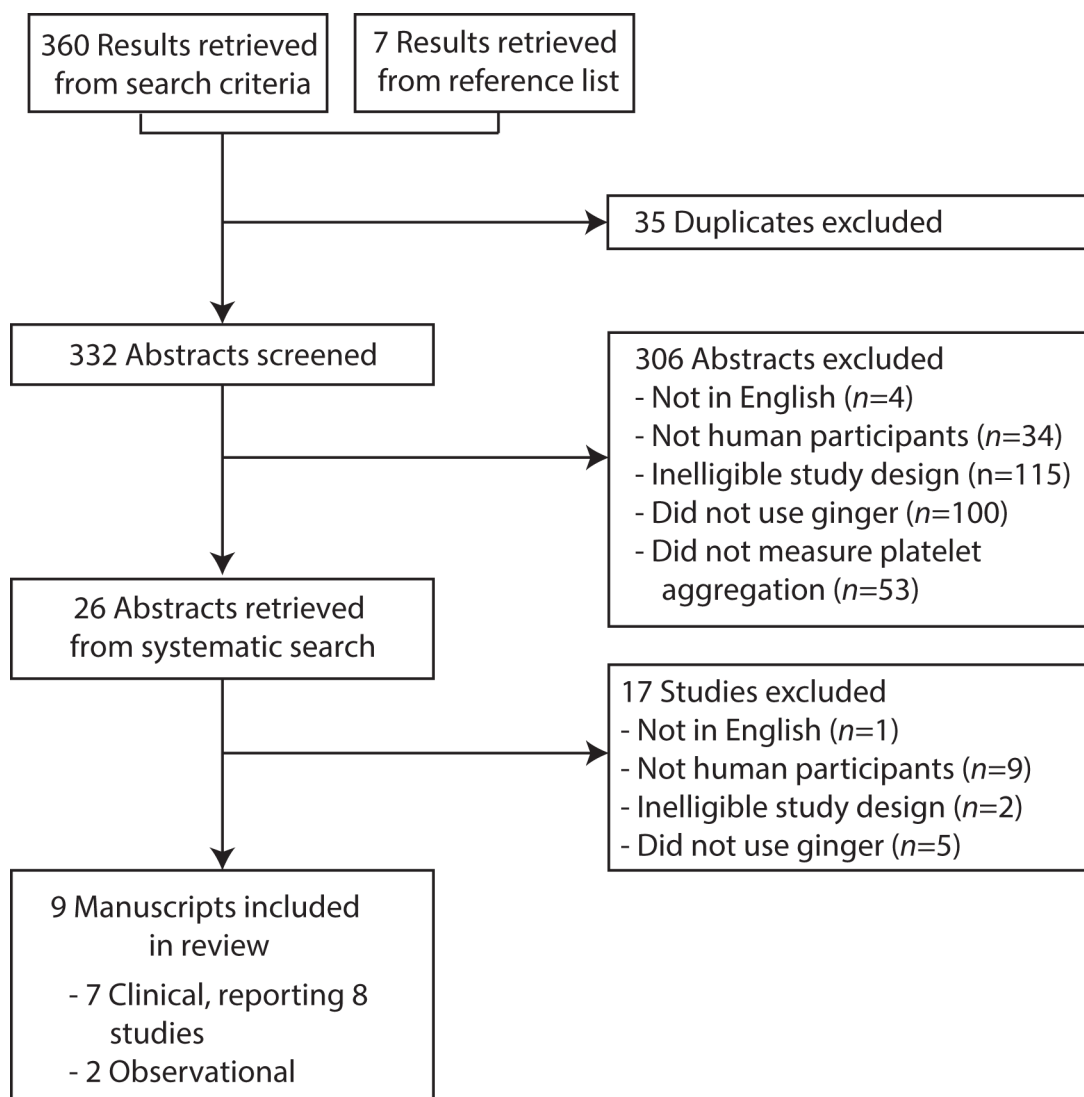 360 Results retrieved
from search criteria
7 Results retrieved
from reference list
35 Duplicates excluded
332 Abstracts screened
306 Abstracts excluded
- Not in English (n=4)
- Not human participants (n=34)
- Inelligible study design (n=115)
- Did not use ginger (n=100)
- Did not measure platelet
aggregation (n=53)
26 Abstracts retrieved
from systematic search
17 Studies excluded
- Not in English (n=1)
- Not human participants (n=9)
- Inelligible study design (n=2)
- Did not use ginger (n=5)
9 Manuscripts included
in review
- 7 Clinical, reporting 8
studies
- 2 Observational